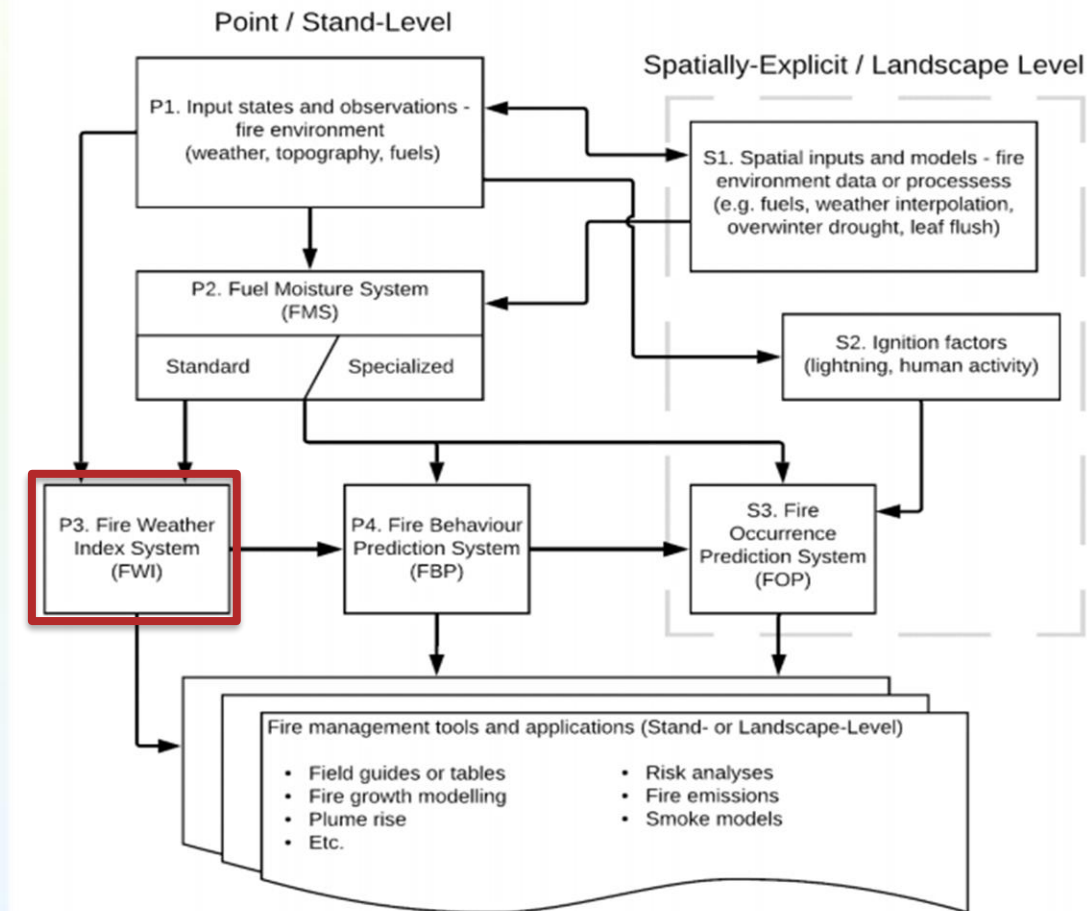 Point / Stand-Level
Spatially-Explicit / Landscape Level
P1. Input states and observations -
fire environment
(weather, topography, fuels)
S1. Spatial inputs and models - fire
environment data or processess
(e.g. fuels, weather interpolation,
overwinter drought, leaf flush)
P2. Fuel Moisture System
(FMS)
Standard
Specialized
S2. Ignition factors
(lightning, human activity)
P3. Fire Weather
Index System
(FWI)
P4. Fire Behaviour
Prediction System
(FBP)
S3. Fire
Occurrence
Prediction System
(FOP)
Fire management tools and applications (Stand- or Landscape-Level)
• Field guides or tables
• Fire growth modelling
• Plume rise
• Etc.
• Risk analyses
• Fire emissions
• Smoke models